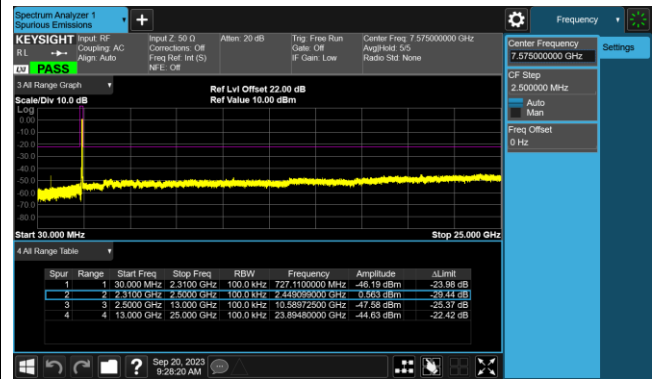 Spectrum Analyzer 1
Spurious Emissions
Frequency
KEYSIGHT
Input: RF
Input Z: 50 Ω
Atten: 20 dB
Trig: Free Run
Center Freq: 7.575000000 GHz
RL
Coupling: AC
Corrections: Off
Gate: Off
Avg|Hold: 5/5
Align: Auto
Freq Ref: Int (S)
IF Gain: Low
Radio Std: None
NFE: Off
LXI
PASS
Center Frequency
7.575000000 GHz
Settings
CF Step
2.500000 MHz
Auto
Man
Freq Offset
0 Hz
3 All Range Graph
Ref Lvl Offset 22.00 dB
Scale/Div 10.0 dB
Ref Value 10.00 dBm
Log
0.00
-10.0
-20.0
-30.0
-40.0
-50.0
-60.0
-70.0
-80.0
Start 30.000 MHz
Stop 25.000 GHz
4 All Range Table
Spur Range Start Freq Stop Freq RBW Frequency Amplitude ΔLimit
1 1 30.000 MHz 2.3100 GHz 100.0 kHz 727.1100000 MHz -46.19 dBm -23.98 dB
2 2 2.3100 GHz 2.5000 GHz 100.0 kHz 2.449099000 GHz 0.563 dBm -29.44 dB
3 3 2.5000 GHz 13.000 GHz 100.0 kHz 10.58972500 GHz -47.58 dBm -25.37 dB
4 4 13.000 GHz 25.000 GHz 100.0 kHz 23.89480000 GHz -44.63 dBm -22.42 dB
Sep 20, 2023
9:28:20 AM